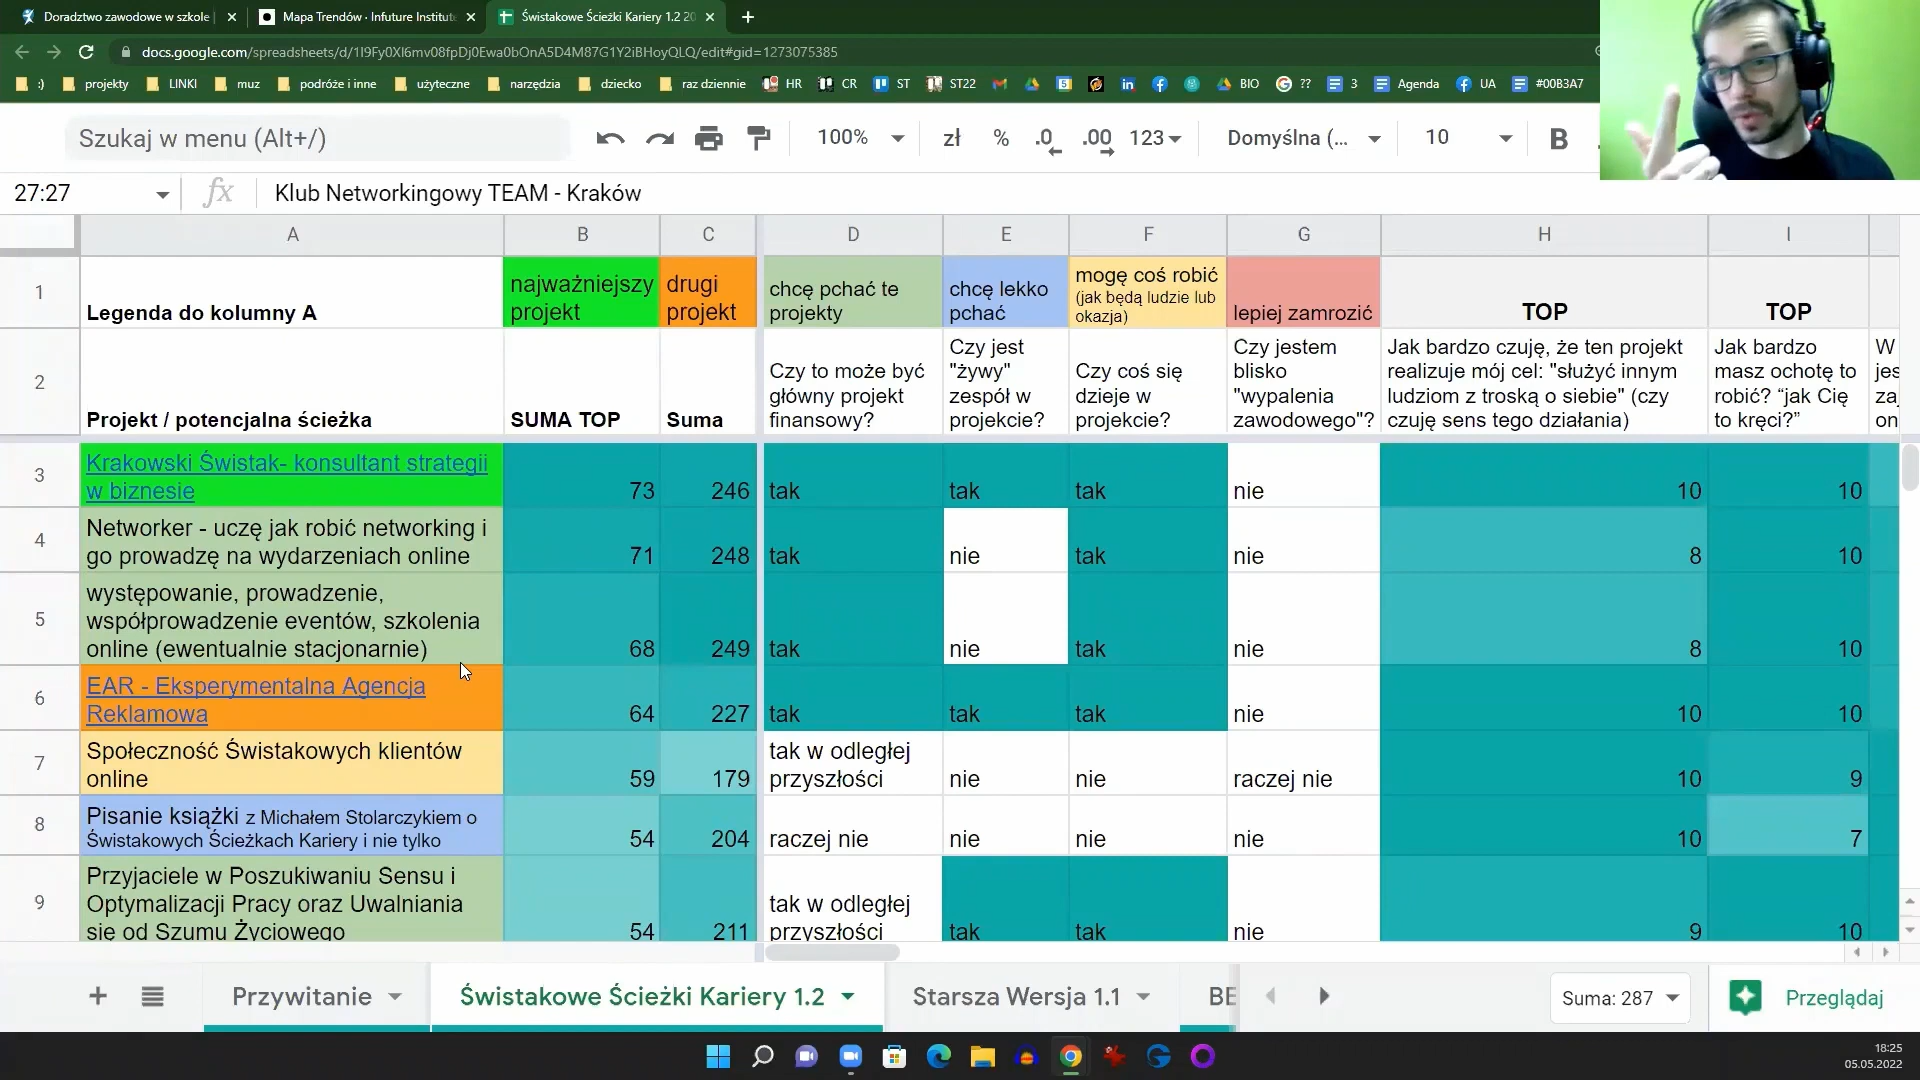 Doradztwo zawodowe w szkole
Mapa Trendów · Infuture Institute
Świstakowe Ścieżki Kariery 1.2 20
docs.google.com/spreadsheets/d/1I9Fy0Xl6mv08fpDj0Ewa0bOnA5D4M87G1Y2iBHoyQLQ/edit#gid=1273075385
:) projekty LINKI muz podróże i inne użyteczne narzędzia dziecko raz dziennie HR CR ST ST22 BIO ?? 3 Agenda UA #00B3A7
Szukaj w menu (Alt+/) 100% zł % .0 .00 123 Domyślna (... 10 B
27:27 fx Klub Networkingowy TEAM - Kraków
A B C D E F G H I
1
Legenda do kolumny A
najważniejszy
projekt
drugi
projekt
chcę pchać te
projekty
chcę lekko
pchać
mogę coś robić
(jak będą ludzie lub
okazja)
lepiej zamrozić
TOP
TOP
2
Projekt / potencjalna ścieżka
SUMA TOP
Suma
Czy to może być
główny projekt
finansowy?
Czy jest
"żywy"
zespół w
projekcie?
Czy coś się
dzieje w
projekcie?
Czy jestem
blisko
"wypalenia
zawodowego"?
Jak bardzo czuję, że ten projekt
realizuje mój cel: "służyć innym
ludziom z troską o siebie" (czy
czuję sens tego działania)
Jak bardzo
masz ochotę to
robić? “jak Cię
to kręci?”
W
jes
zaj
on
3
Krakowski Świstak- konsultant strategii
w biznesie
73 246 tak tak tak nie 10 10
4
Networker - uczę jak robić networking i
go prowadzę na wydarzeniach online
71 248 tak nie tak nie 8 10
5
występowanie, prowadzenie,
współprowadzenie eventów, szkolenia
online (ewentualnie stacjonarnie)
68 249 tak nie tak nie 8 10
6
EAR - Eksperymentalna Agencja
Reklamowa
64 227 tak tak tak nie 10 10
7
Społeczność Świstakowych klientów
online
59 179
tak w odległej
przyszłości
nie nie raczej nie 10 9
8
Pisanie książki z Michałem Stolarczykiem o
Świstakowych Ścieżkach Kariery i nie tylko
54 204 raczej nie nie nie nie 10 7
9
Przyjaciele w Poszukiwaniu Sensu i
Optymalizacji Pracy oraz Uwalniania
się od Szumu Życiowego
54 211
tak w odległej
przyszłości
tak tak nie 9 10
Przywitanie Świstakowe Ścieżki Kariery 1.2 Starsza Wersja 1.1 BE Suma: 287 Przeglądaj
18:25
05.05.2022